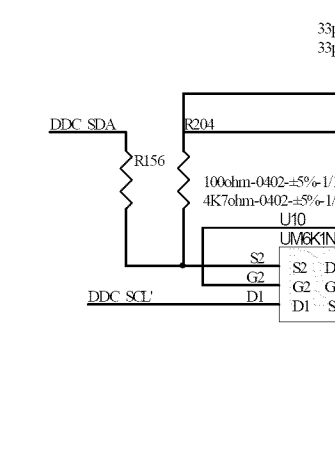 33p
33p
DDC SDA
R204
R156
100ohm-0402-±5%-1/
4K7ohm-0402-±5%-1/
U10
UM6K1N
S2
G2
D1
S2 D
G2 G
D1 S
DDC SCL'